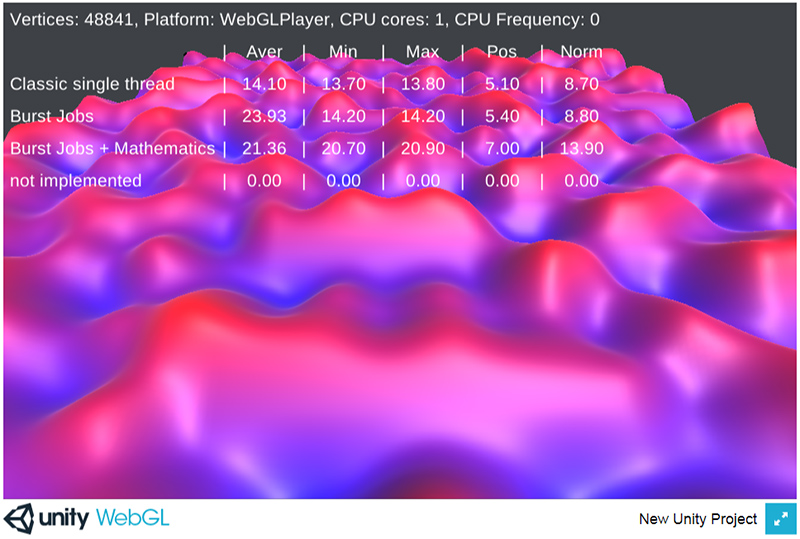 Vertices: 48841, Platform: WebGLPlayer, CPU cores: 1, CPU Frequency: 0
| Aver | Min | Max | Pos | Norm
Classic single thread | 14.10 | 13.70 | 13.80 | 5.10 | 8.70
Burst Jobs | 23.93 | 14.20 | 14.20 | 5.40 | 8.80
Burst Jobs + Mathematics | 21.36 | 20.70 | 20.90 | 7.00 | 13.90
not implemented | 0.00 | 0.00 | 0.00 | 0.00 | 0.00
unity WebGL
New Unity Project